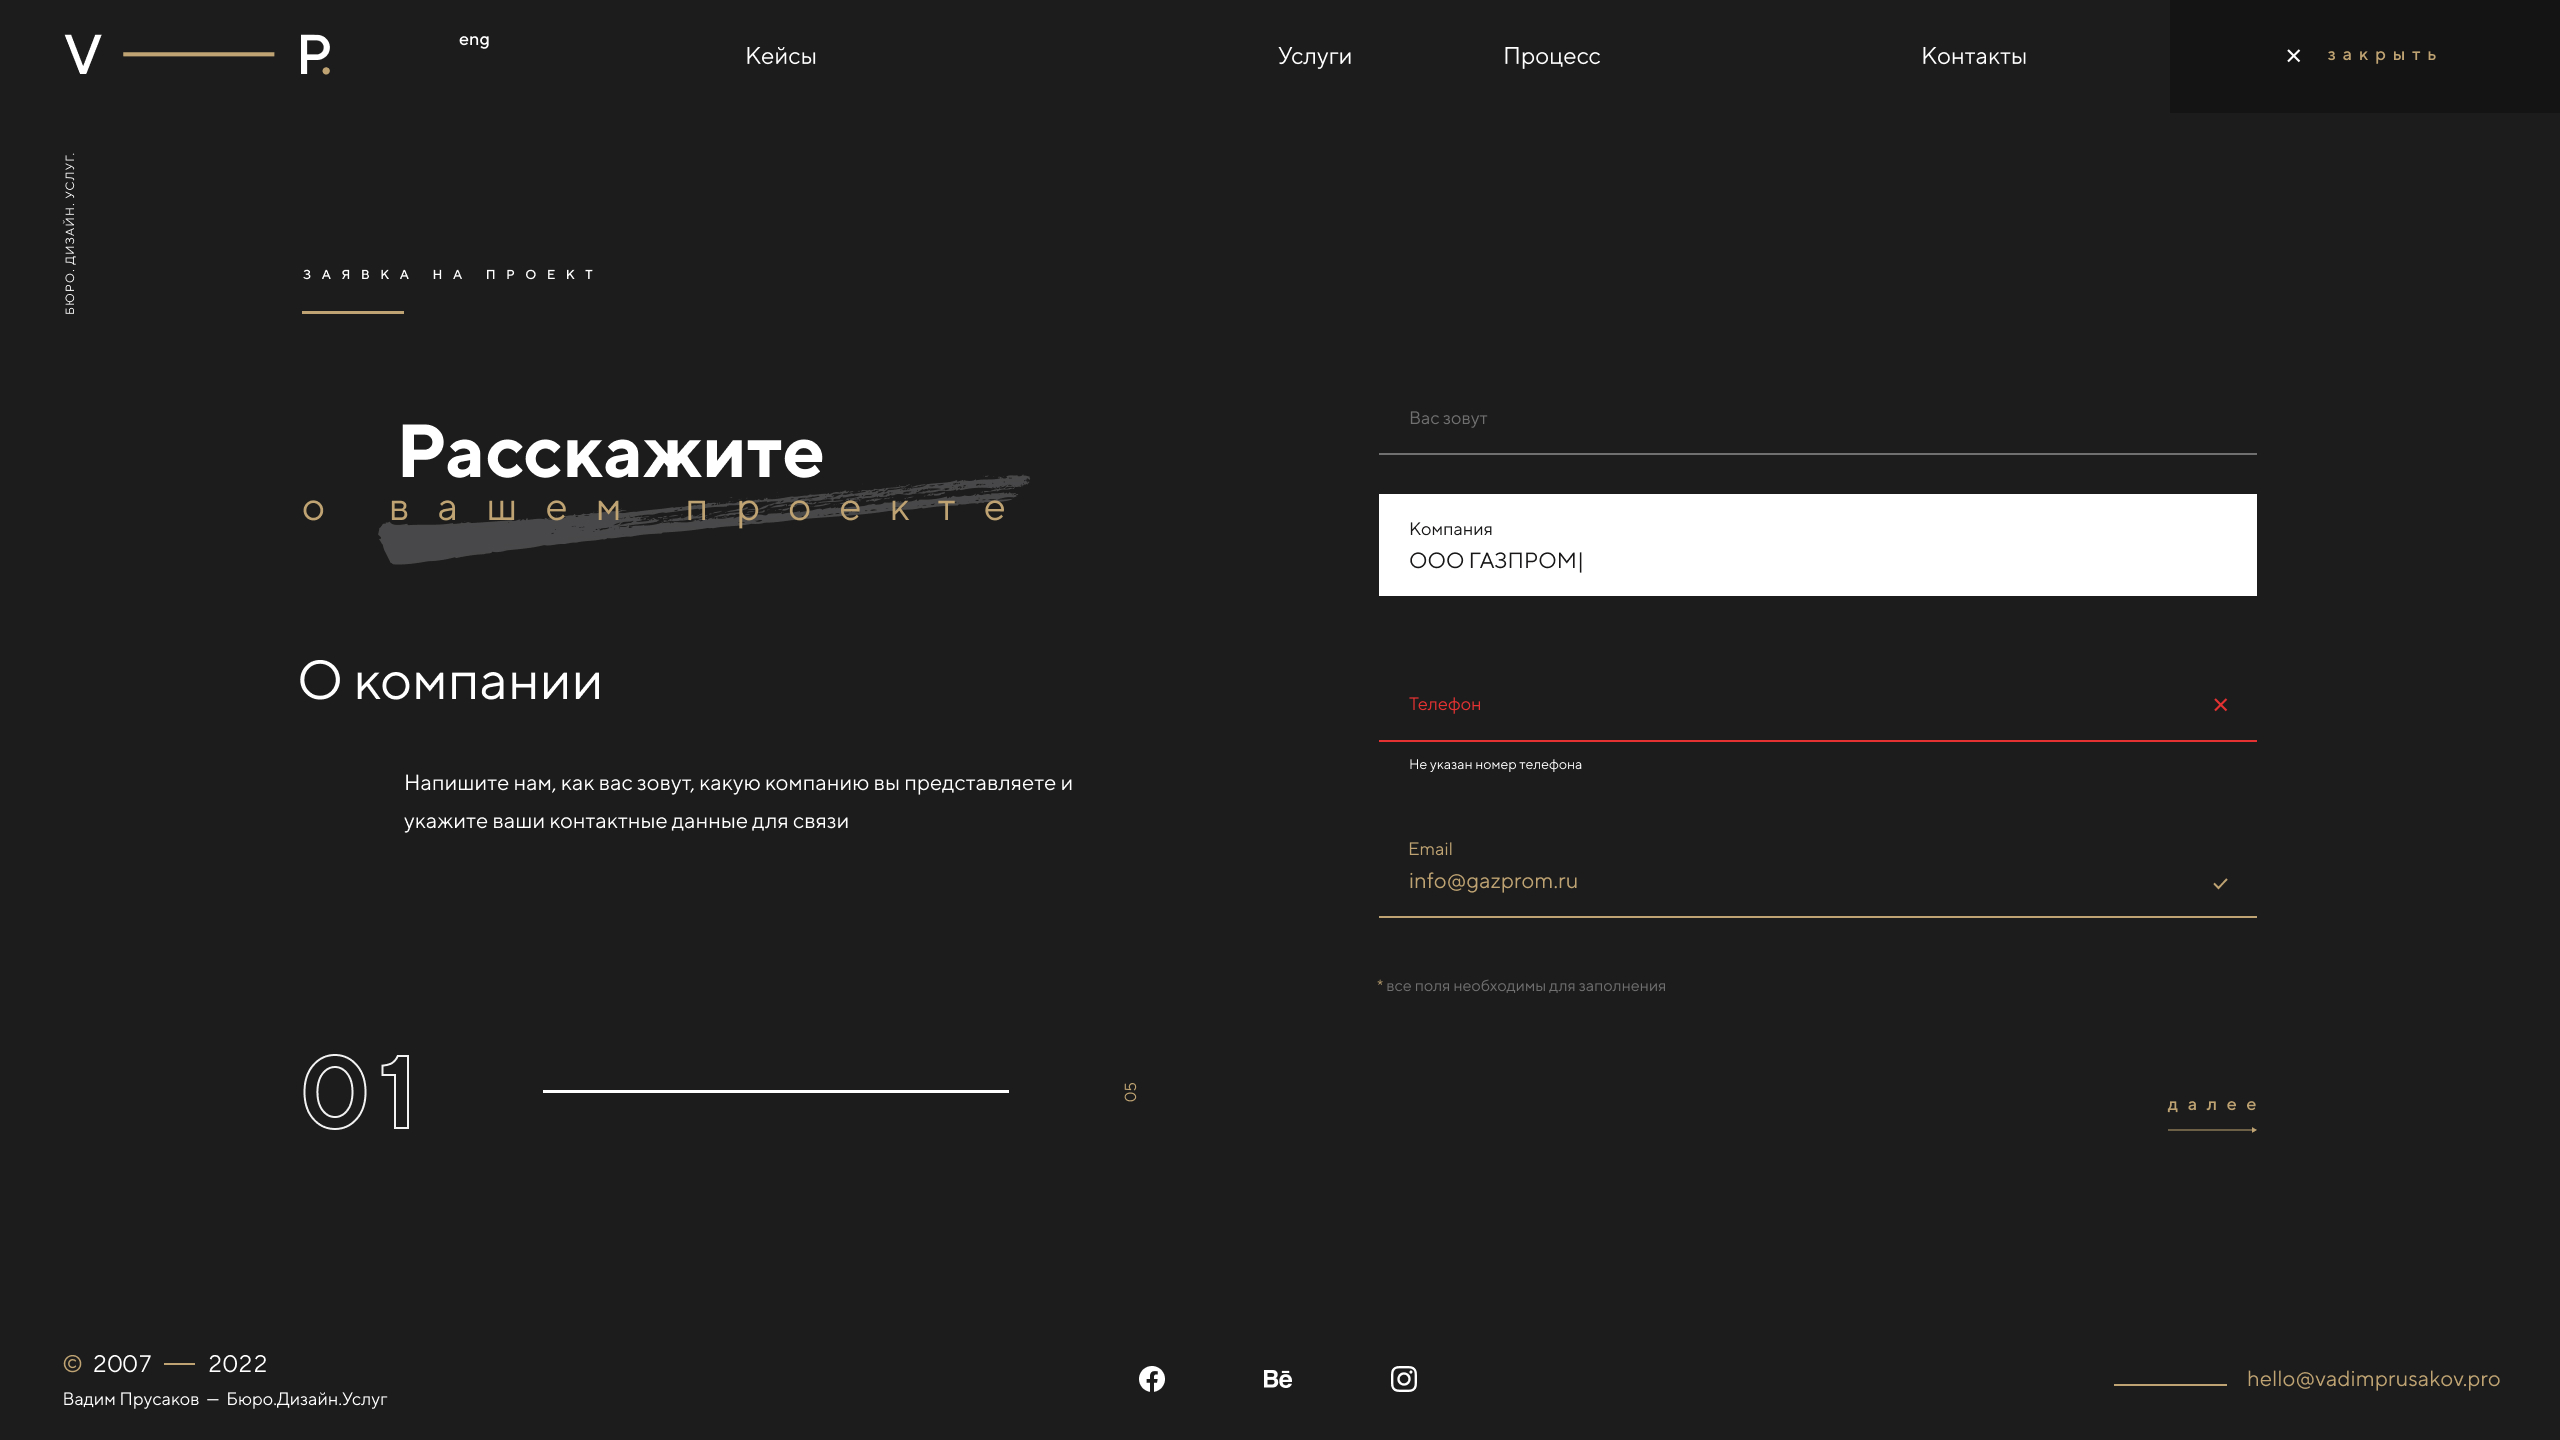 V — P.
eng
Кейсы
Услуги
Процесс
Контакты
закрыть
БЮРО. ДИЗАЙН. УСЛУГ.
ЗАЯВКА НА ПРОЕКТ
Расскажите
о вашем проекте
О компании
Напишите нам, как вас зовут, какую компанию вы представляете и
укажите ваши контактные данные для связи
01
05
Вас зовут
Компания
ООО ГАЗПРОМ|
Телефон
Не указан номер телефона
Email
info@gazprom.ru
* все поля необходимы для заполнения
далее
© 2007 — 2022
Вадим Прусаков — Бюро.Дизайн.Услуг
Bē
hello@vadimprusakov.pro